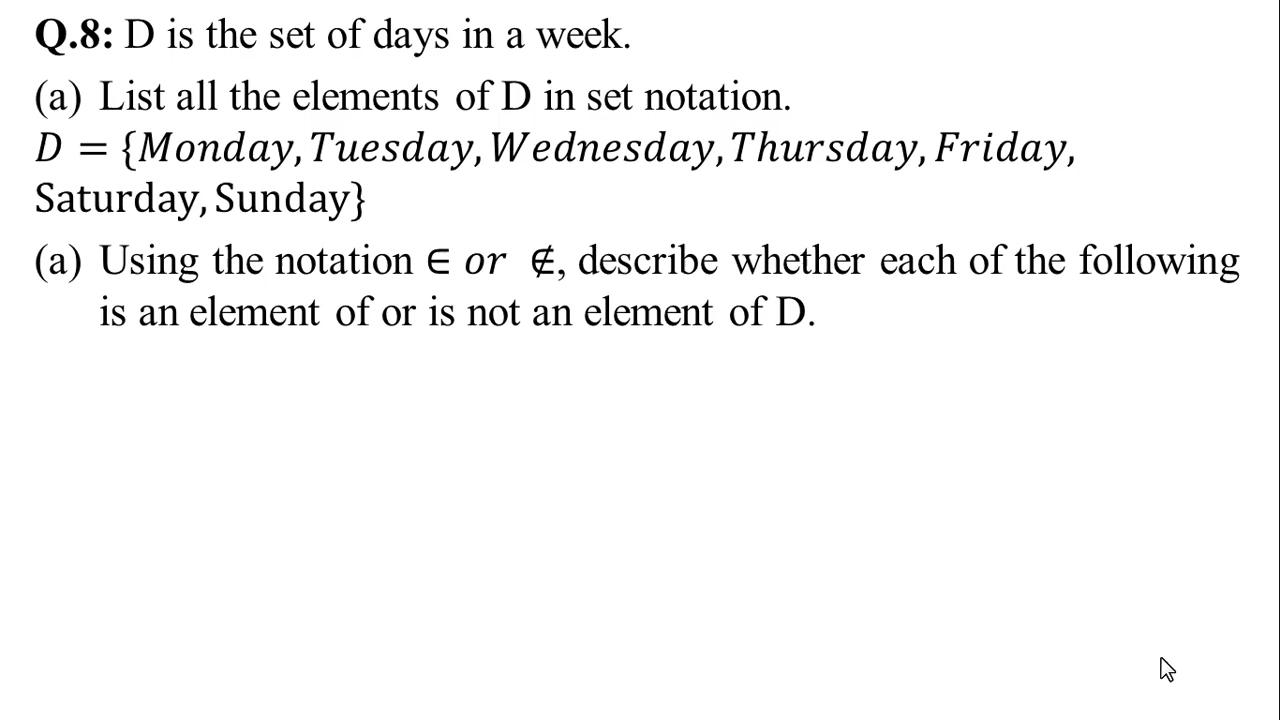 Q.8: D is the set of days in a week.
(a) List all the elements of D in set notation.
D = {Monday, Tuesday, Wednesday, Thursday, Friday,
Saturday, Sunday}
(a) Using the notation ∈ or ∉, describe whether each of the following
is an element of or is not an element of D.